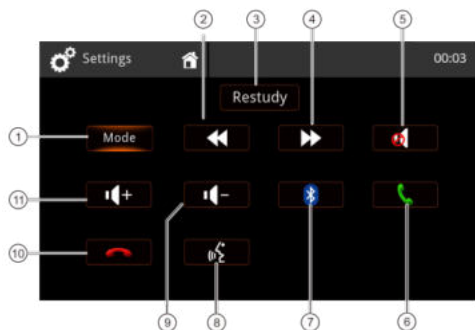 ② ③ ④ ⑤
Settings 00:03
Restudy
① Mode
⑪ + −
⑩
⑨ ⑧ ⑦ ⑥